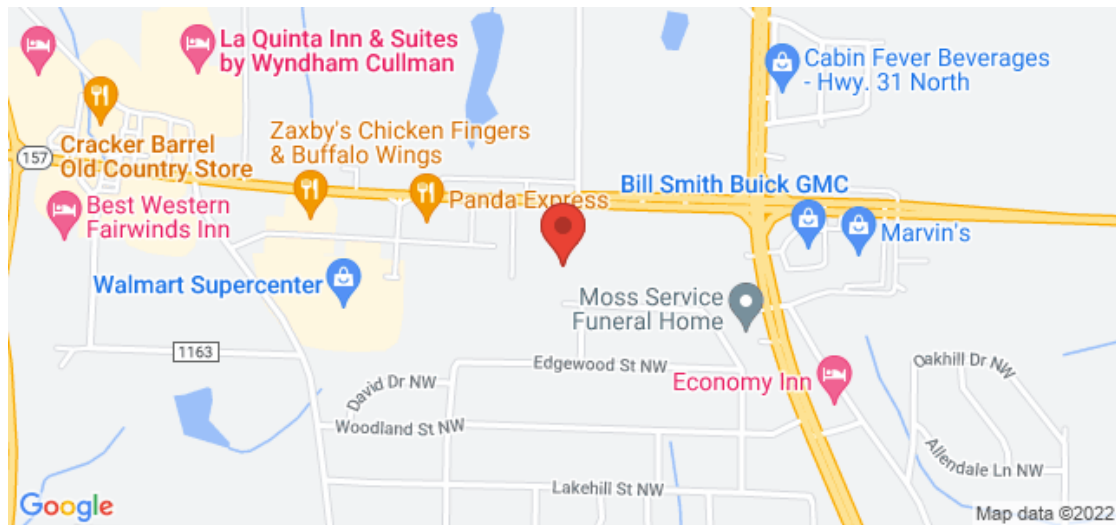 La Quinta Inn & Suites
by Wyndham Cullman
Cabin Fever Beverages
- Hwy. 31 North
Zaxby's Chicken Fingers
& Buffalo Wings
Cracker Barrel
Old Country Store
157
Bill Smith Buick GMC
Panda Express
Best Western
Fairwinds Inn
Marvin's
Walmart Supercenter
Moss Service
Funeral Home
1163
Edgewood St NW
Economy Inn
Oakhill Dr NW
David Dr NW
Woodland St NW
Allendale Ln NW
Lakehill St NW
Google
Map data ©2022